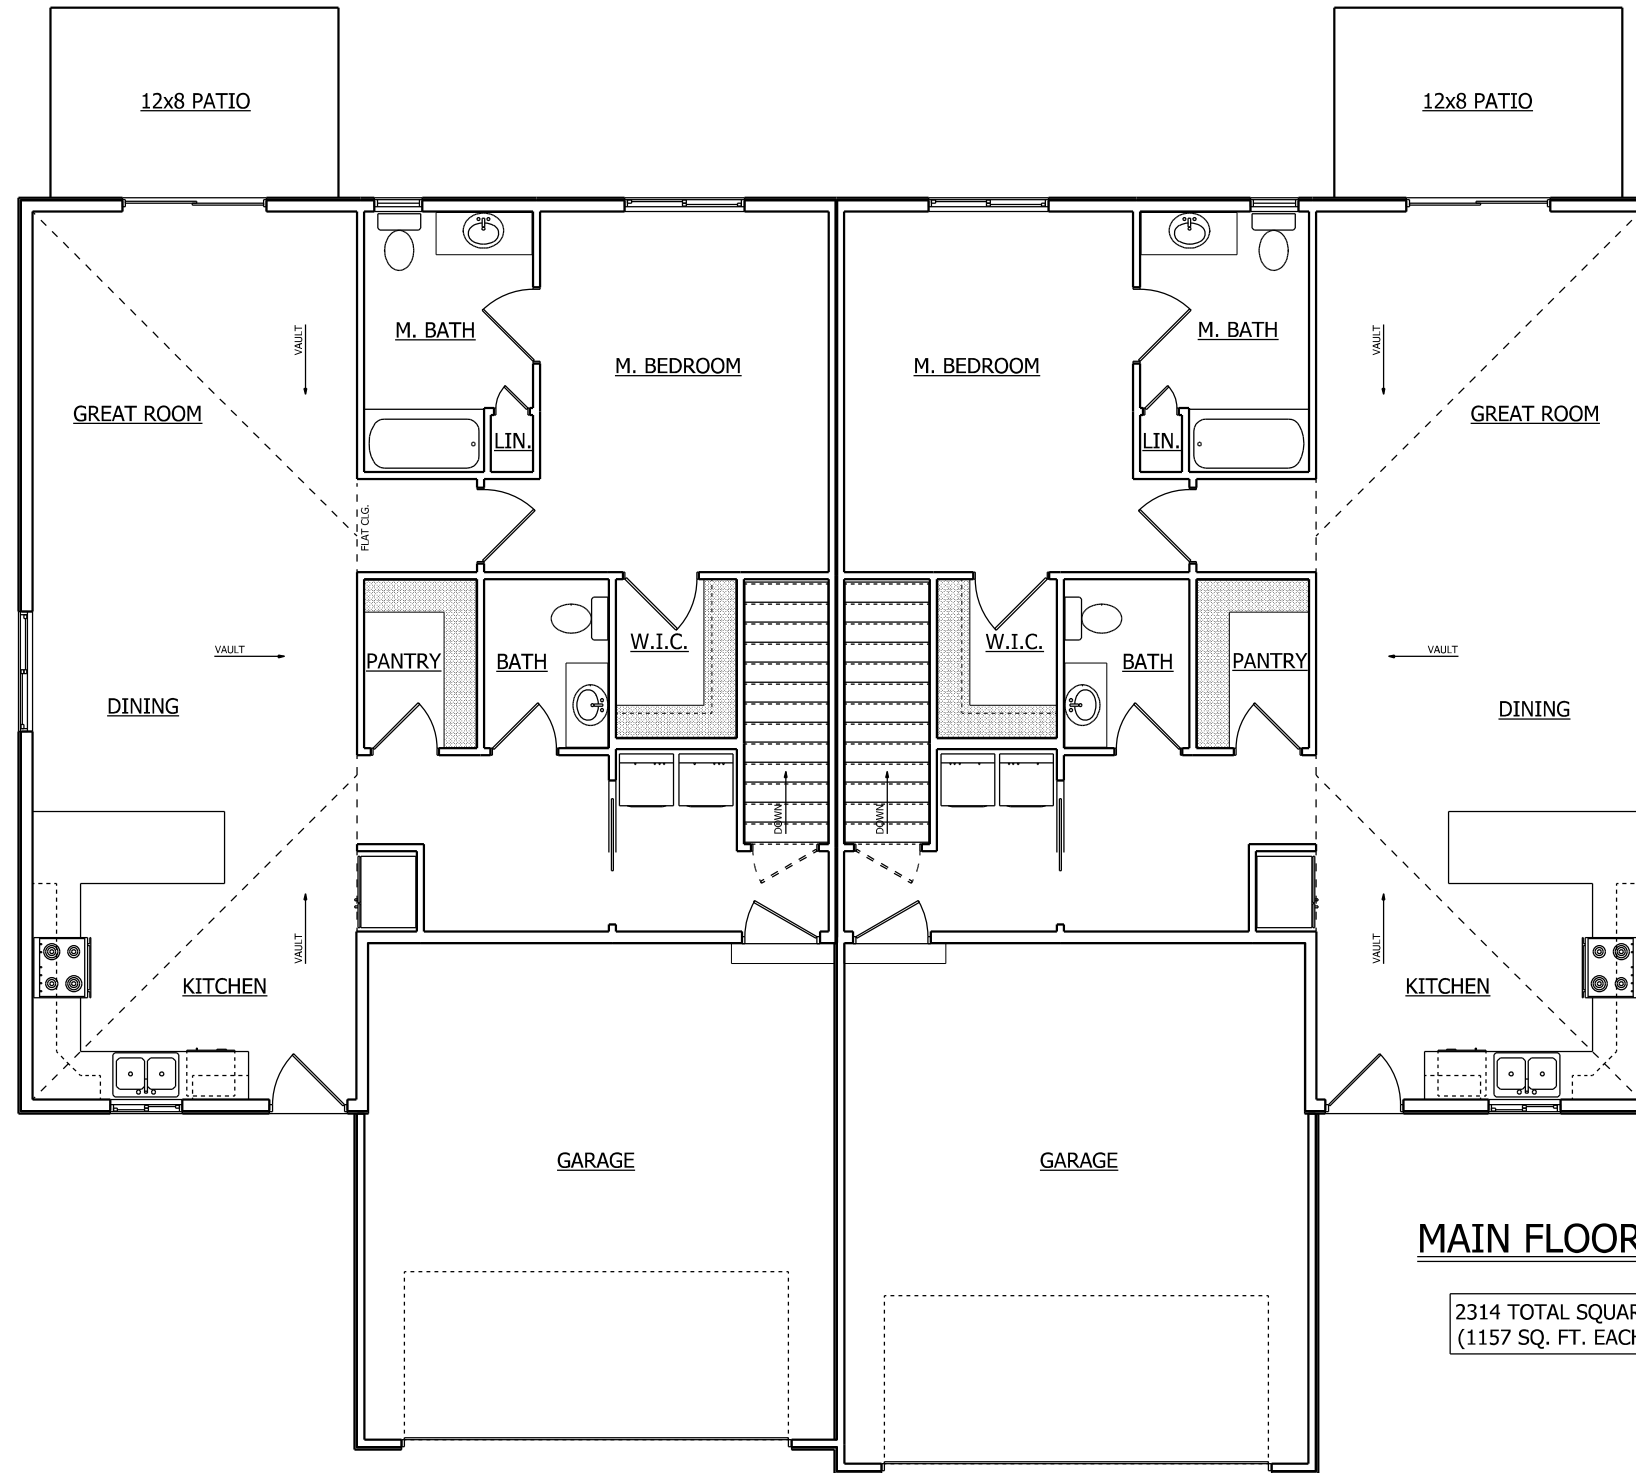 12x8 PATIO
12x8 PATIO
VAULT
M. BATH
M. BATH
VAULT
M. BEDROOM
M. BEDROOM
GREAT ROOM
GREAT ROOM
LIN.
LIN.
FLAT CLG.
W.I.C.
W.I.C.
VAULT
PANTRY
BATH
BATH
PANTRY
VAULT
DINING
DINING
DOWN
DOWN
VAULT
VAULT
KITCHEN
KITCHEN
GARAGE
GARAGE
MAIN FLOOR
2314 TOTAL SQUAR
(1157 SQ. FT. EACH